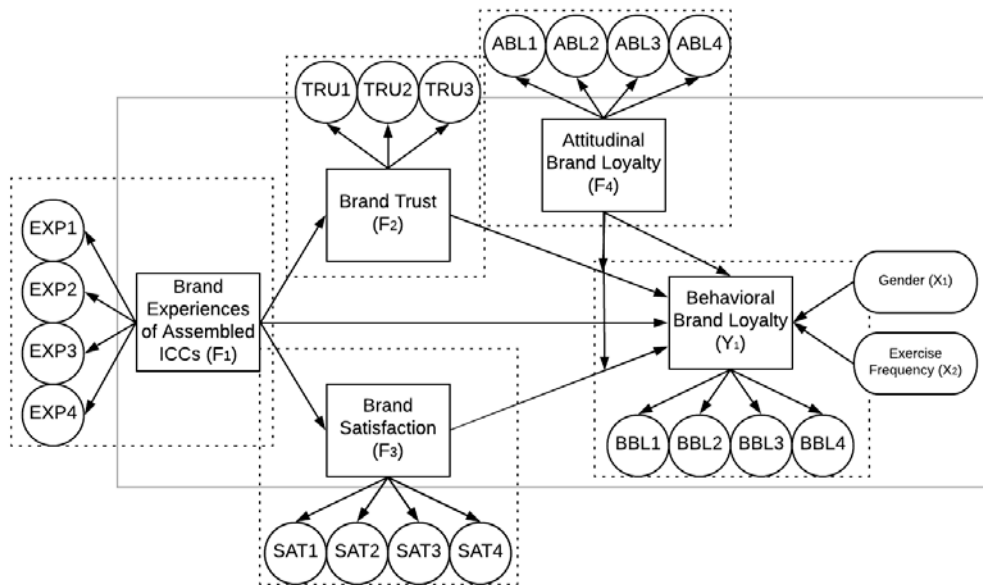 ABL1 ABL2 ABL3 ABL4
TRU1 TRU2 TRU3
Attitudinal
Brand Loyalty
(F₄)
Brand Trust
(F₂)
EXP1
EXP2
EXP3
EXP4
Brand
Experiences
of Assembled
ICCs (F₁)
Behavioral
Brand Loyalty
(Y₁)
Gender (X₁)
Exercise
Frequency (X₂)
Brand
Satisfaction
(F₃)
BBL1 BBL2 BBL3 BBL4
SAT1 SAT2 SAT3 SAT4